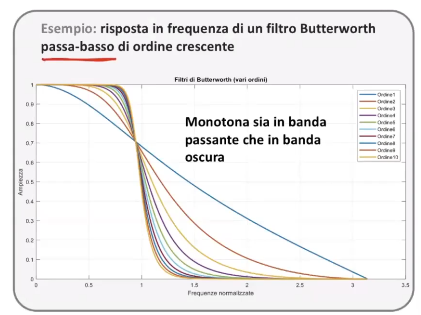 Esempio: risposta in frequenza di un filtro Butterworth
passa-basso di ordine crescente
Filtri di Butterworth (vari ordini)
Monotona sia in banda
passante che in banda
oscura
Ordine1
Ordine2
Ordine3
Ordine4
Ordine5
Ordine6
Ordine7
Ordine8
Ordine9
Ordine10
Ampiezza
1
0.9
0.8
0.7
0.6
0.5
0.4
0.3
0.2
0.1
0
0 0.5 1 1.5 2 2.5 3 3.5
Frequenze normalizzate